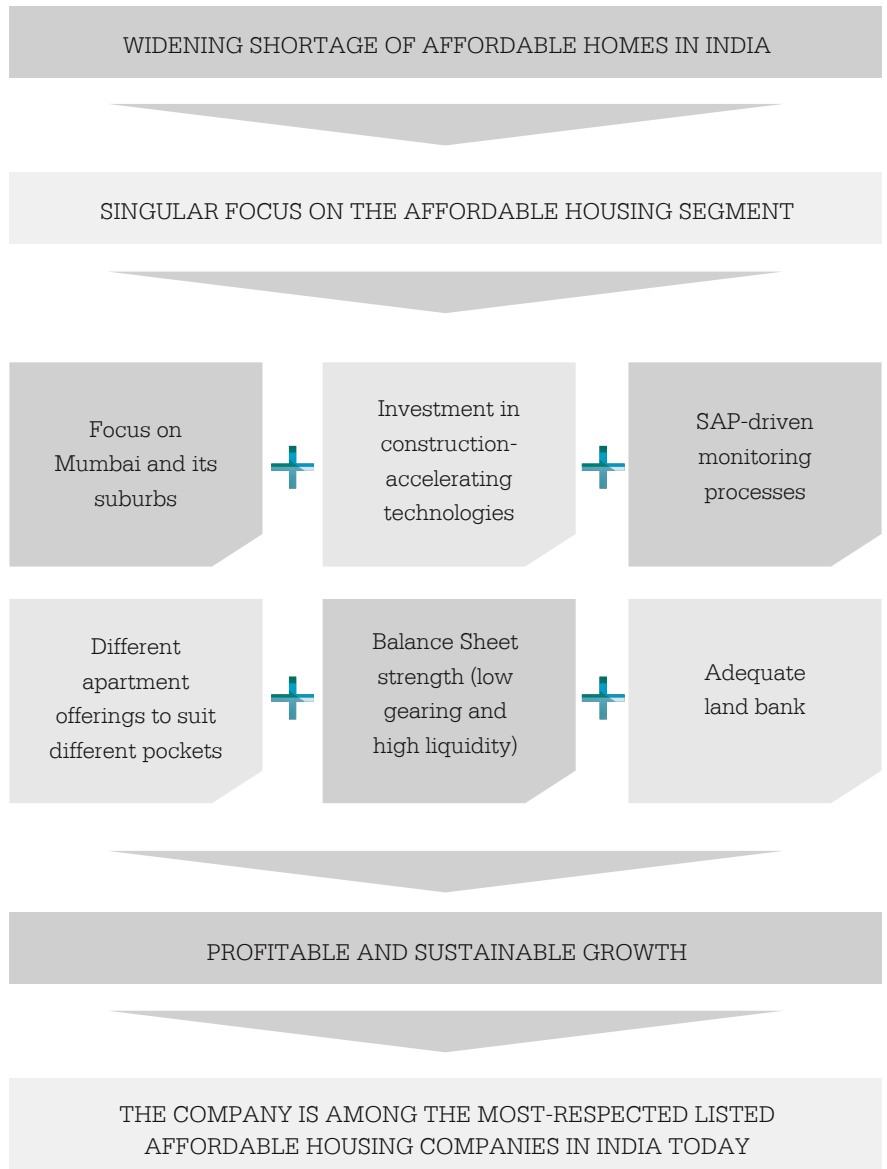 WIDENING SHORTAGE OF AFFORDABLE HOMES IN INDIA
SINGULAR FOCUS ON THE AFFORDABLE HOUSING SEGMENT
Focus on
Mumbai and its
suburbs
Investment in
construction-
accelerating
technologies
SAP-driven
monitoring
processes
Different
apartment
offerings to suit
different pockets
Balance Sheet
strength (low
gearing and
high liquidity)
Adequate
land bank
PROFITABLE AND SUSTAINABLE GROWTH
THE COMPANY IS AMONG THE MOST-RESPECTED LISTED
AFFORDABLE HOUSING COMPANIES IN INDIA TODAY